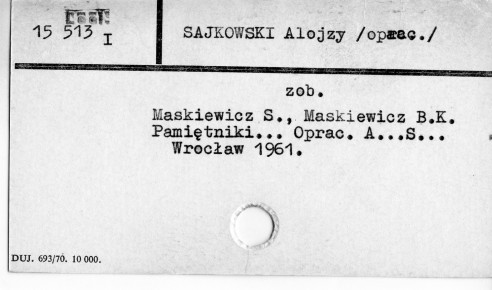 15 513 I
SAJKOWSKI Alojzy /oprac./
zob.
Maskiewicz S., Maskiewicz B.K.
Pamiętniki... Oprac. A...S...
Wrocław 1961.
DUJ. 693/70. 10 000.